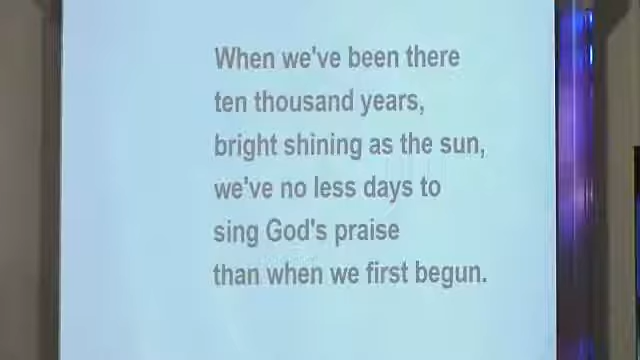 When we've been there
ten thousand years,
bright shining as the sun,
we've no less days to
sing God's praise
than when we first begun.